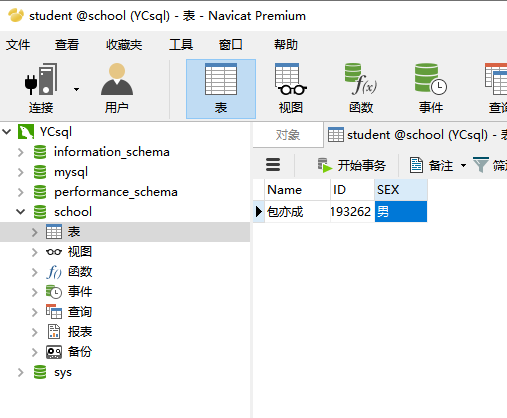 student @school (YCsql) - 表 - Navicat Premium
文件 查看 收藏夹 工具 窗口 帮助
连接 用户 表 视图 函数 事件 查询
YCsql
information_schema
mysql
performance_schema
school
表
视图
函数
事件
查询
报表
备份
sys
对象 student @school (YCsql) - 表
开始事务 备注 筛
Name ID SEX
包亦成 193262 男